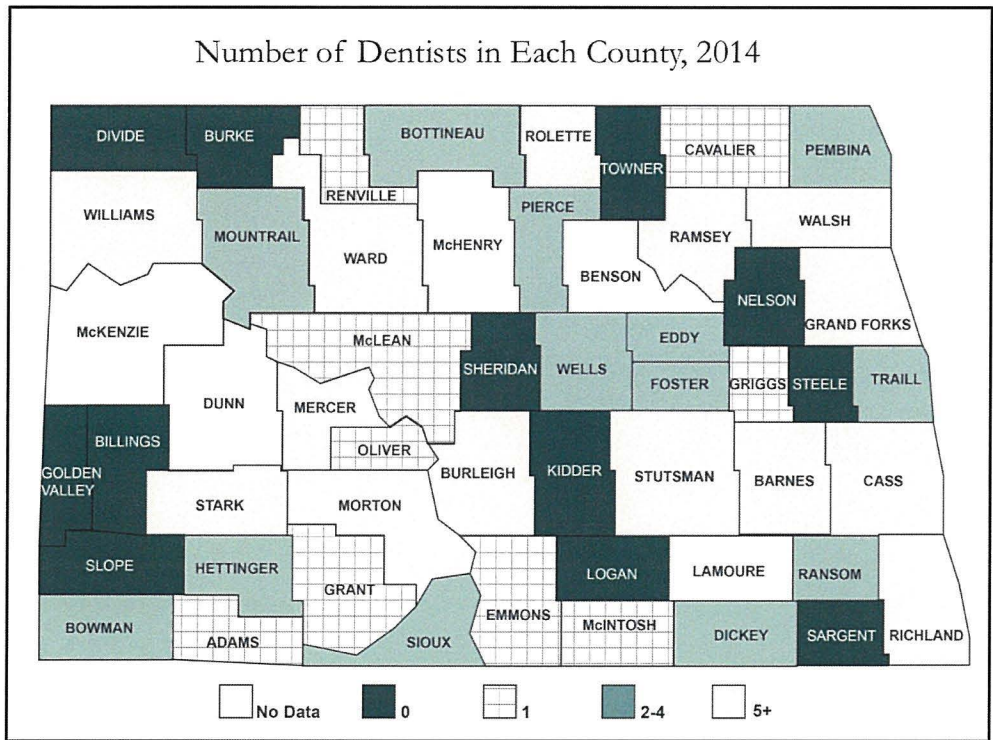 Number of Dentists in Each County, 2014
DIVIDE
BURKE
BOTTINEAU
ROLETTE
TOWNER
CAVALIER
PEMBINA
RENVILLE
WILLIAMS
MOUNTRAIL
WARD
McHENRY
PIERCE
BENSON
RAMSEY
WALSH
NELSON
GRAND FORKS
McKENZIE
McLEAN
SHERIDAN
WELLS
EDDY
FOSTER
GRIGGS
STEELE
TRAILL
DUNN
MERCER
OLIVER
BILLINGS
GOLDEN
VALLEY
STARK
MORTON
BURLEIGH
KIDDER
STUTSMAN
BARNES
CASS
SLOPE
HETTINGER
GRANT
EMMONS
LOGAN
LAMOURE
RANSOM
BOWMAN
ADAMS
SIOUX
McINTOSH
DICKEY
SARGENT
RICHLAND
No Data
0
1
2-4
5+